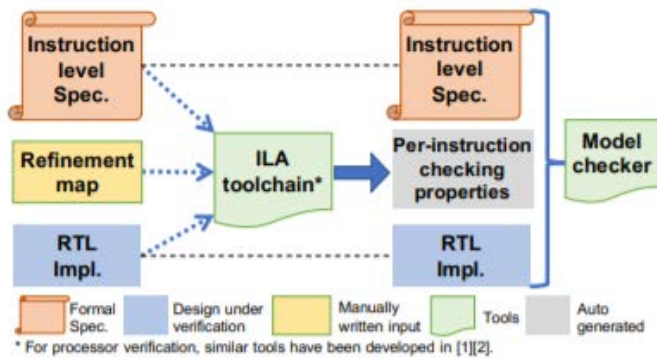 Instruction
level
Spec.
Instruction
level
Spec.
Refinement
map
ILA
toolchain*
Per-instruction
checking
properties
Model
checker
RTL
Impl.
RTL
Impl.
Formal
Spec.
Design under
verification
Manually
written input
Tools
Auto
generated
* For processor verification, similar tools have been developed in [1][2].